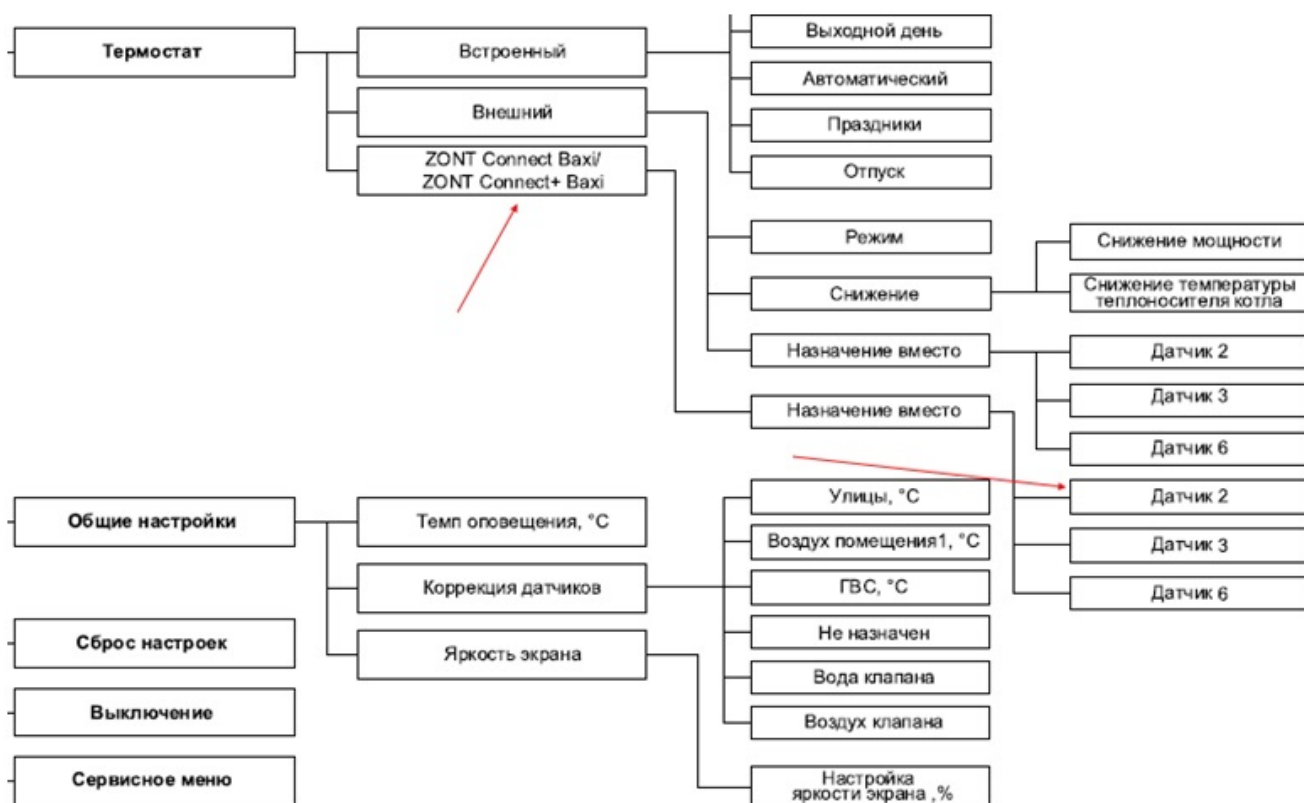 Термостат
Встроенный
Выходной день
Автоматический
Праздники
Отпуск
Внешний
ZONT Connect Baxi/
ZONT Connect+ Baxi
Режим
Снижение
Снижение мощности
Снижение температуры
теплоносителя котла
Назначение вместо
Датчик 2
Датчик 3
Датчик 6
Назначение вместо
Датчик 2
Датчик 3
Датчик 6
Общие настройки
Темп оповещения, °C
Коррекция датчиков
Улицы, °C
Воздух помещения1, °C
ГВС, °C
Не назначен
Вода клапана
Воздух клапана
Яркость экрана
Настройка
яркости экрана ,%
Сброс настроек
Выключение
Сервисное меню